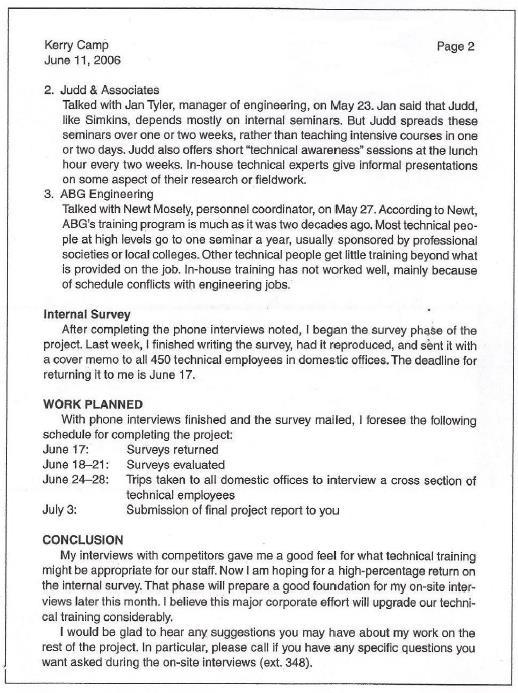 Kerry Camp Page 2
June 11, 2006
2. Judd & Associates
Talked with Jan Tyler, manager of engineering, on May 23. Jan said that Judd,
like Simkins, depends mostly on internal seminars. But Judd spreads these
seminars over one or two weeks, rather than teaching intensive courses in one
or two days. Judd also offers short "technical awareness" sessions at the lunch
hour every two weeks. In-house technical experts give informal presentations
on some aspect of their research or fieldwork.
3. ABG Engineering
Talked with Newt Mosely, personnel coordinator, on May 27. According to Newt,
ABG's training program is much as it was two decades ago. Most technical peo-
ple at high levels go to one seminar a year, usually sponsored by professional
societies or local colleges. Other technical people get little training beyond what
is provided on the job. In-house training has not worked well, mainly because
of schedule conflicts with engineering jobs.
Internal Survey
After completing the phone interviews noted, I began the survey phase of the
project. Last week, I finished writing the survey, had it reproduced, and sent it with
a cover memo to all 450 technical employees in domestic offices. The deadline for
returning it to me is June 17.
WORK PLANNED
With phone interviews finished and the survey mailed, I foresee the following
schedule for completing the project:
June 17: Surveys returned
June 18–21: Surveys evaluated
June 24–28: Trips taken to all domestic offices to interview a cross section of
technical employees
July 3: Submission of final project report to you
CONCLUSION
My interviews with competitors gave me a good feel for what technical training
might be appropriate for our staff. Now I am hoping for a high-percentage return on
the internal survey. That phase will prepare a good foundation for my on-site inter-
views later this month. I believe this major corporate effort will upgrade our techni-
cal training considerably.
I would be glad to hear any suggestions you may have about my work on the
rest of the project. In particular, please call if you have any specific questions you
want asked during the on-site interviews (ext. 348).